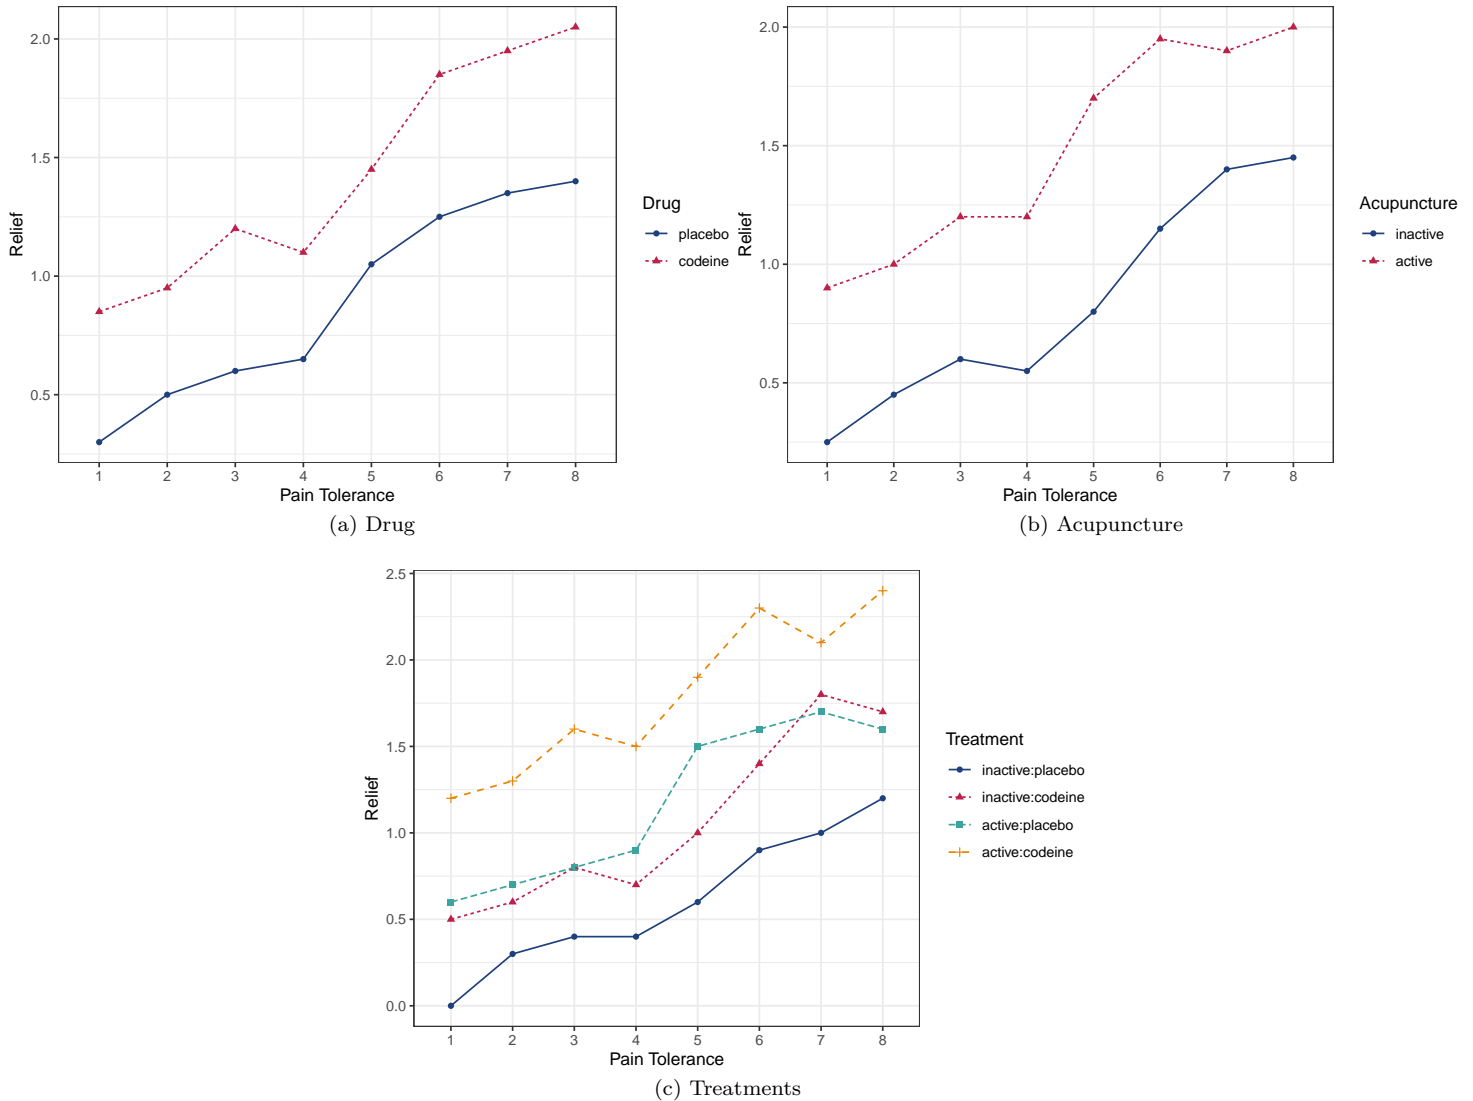 2.0
1.5
1.0
0.5
Relief
1 2 3 4 5 6 7 8
Pain Tolerance
Drug
placebo
codeine
(a) Drug
2.0
1.5
1.0
0.5
Relief
1 2 3 4 5 6 7 8
Pain Tolerance
Acupuncture
inactive
active
(b) Acupuncture
2.5
2.0
1.5
1.0
0.5
0.0
Relief
1 2 3 4 5 6 7 8
Pain Tolerance
Treatment
inactive:placebo
inactive:codeine
active:placebo
active:codeine
(c) Treatments